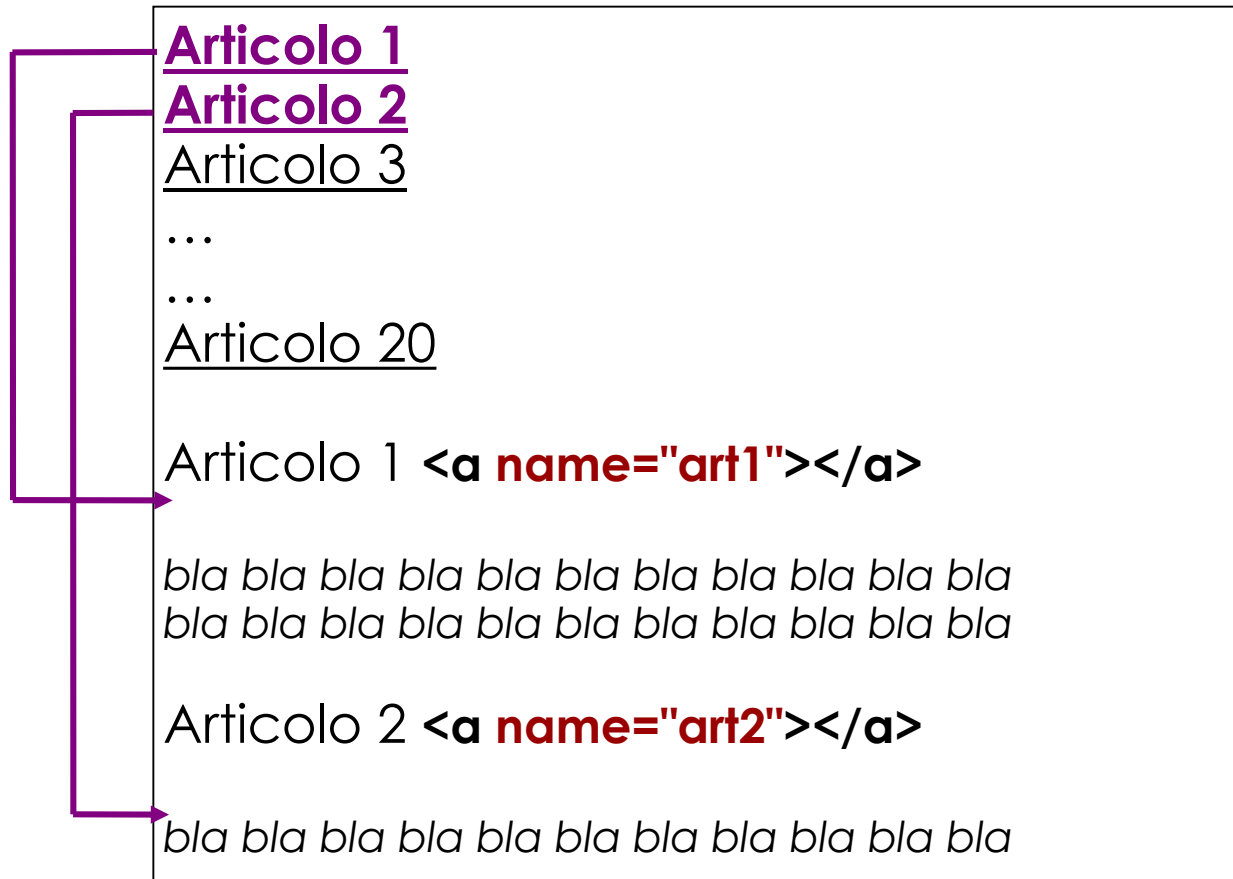 Articolo 1
Articolo 2
Articolo 3
…
…
Articolo 20
Articolo 1 <a name="art1"></a>
bla bla bla bla bla bla bla bla bla bla bla
bla bla bla bla bla bla bla bla bla bla bla
Articolo 2 <a name="art2"></a>
bla bla bla bla bla bla bla bla bla bla bla